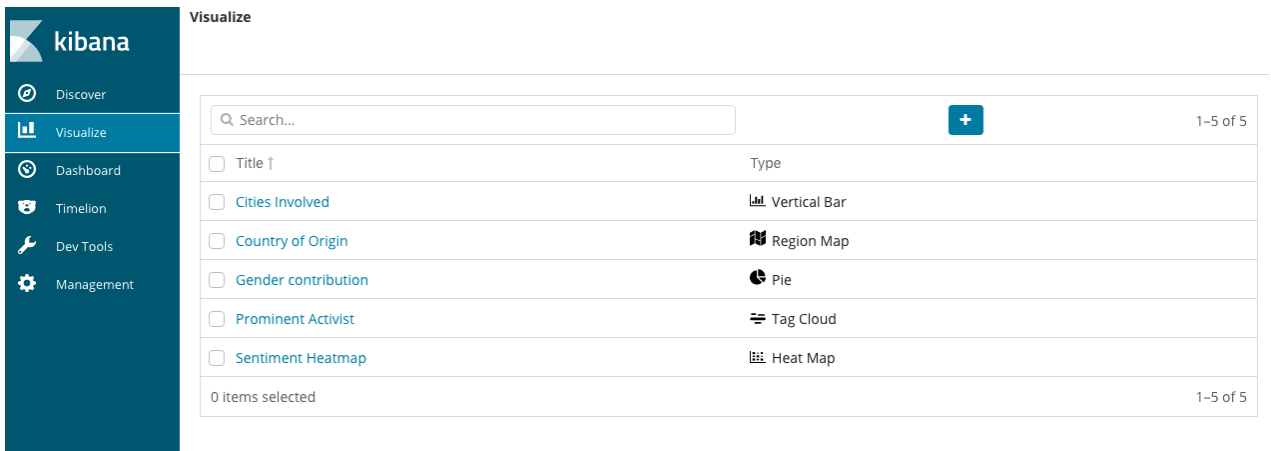 Visualize
kibana
Discover
Visualize
Dashboard
Timelion
Dev Tools
Management
Search...
1–5 of 5
Title Type
Cities Involved Vertical Bar
Country of Origin Region Map
Gender contribution Pie
Prominent Activist Tag Cloud
Sentiment Heatmap Heat Map
0 items selected 1–5 of 5